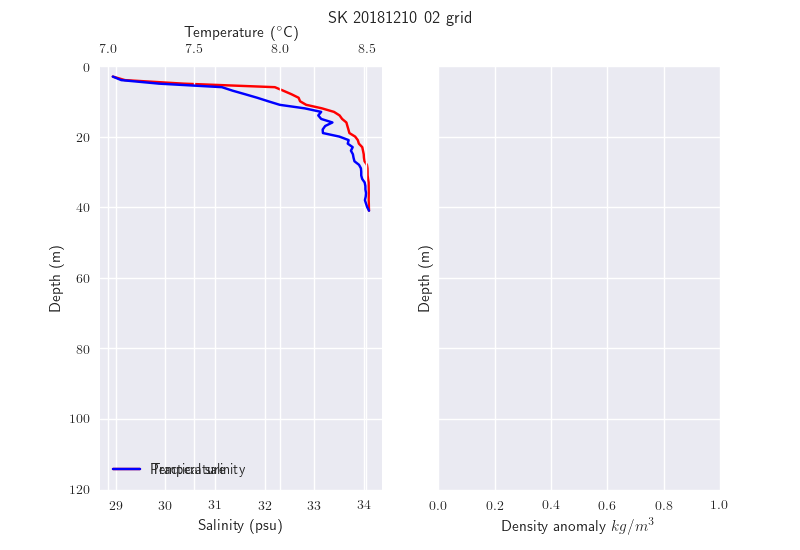 SK 20181210 02 grid
Temperature (°C)
7.0 7.5 8.0 8.5
0
20
40
60
80
100
120
Depth (m)
29 30 31 32 33 34
Salinity (psu)
Depth (m)
0.0 0.2 0.4 0.6 0.8 1.0
Density anomaly kg/m³